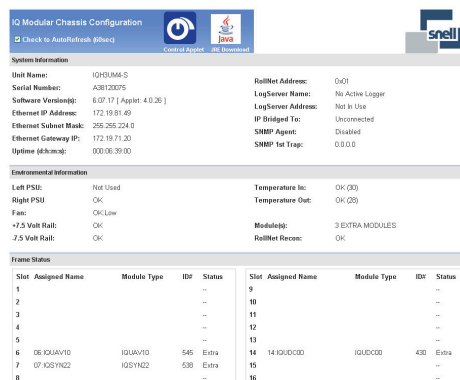 IQ Modular Chassis Configuration
Check to AutoRefresh (60sec)
Control Applet
Java
JRE Download
snell
System Information
Unit Name: IQH3UM4-S
Serial Number: A38120075
Software Version(s): 6.07.17 [ Applet: 4.0.26 ]
Ethernet IP Address: 172.19.81.49
Ethernet Subnet Mask: 255.255.224.0
Ethernet Gateway IP: 172.19.71.20
Uptime (d:h:m:s): 000:06:39:00
RollNet Address: 0x01
LogServer Name: No Active Logger
LogServer Address: Not In Use
IP Bridged To: Unconnected
SNMP Agent: Disabled
SNMP 1st Trap: 0.0.0.0
Environmental Information
Left PSU: Not Used
Right PSU OK
Fan: OK:Low
+7.5 Volt Rail: OK
-7.5 Volt Rail: OK
Temperature In: OK (30)
Temperature Out: OK (28)
Module(s): 3 EXTRA MODULES
RollNet Recon: OK
Frame Status
Slot Assigned Name Module Type ID# Status
1 --
2 --
3 --
4 --
5 --
6 06:IQUAV10 IQUAV10 545 Extra
7 07:IQSYN22 IQSYN22 538 Extra
8 --
Slot Assigned Name Module Type ID# Status
9 --
10 --
11 --
12 --
13 --
14 14:IQUDC00 IQUDC00 430 Extra
15 --
16 --